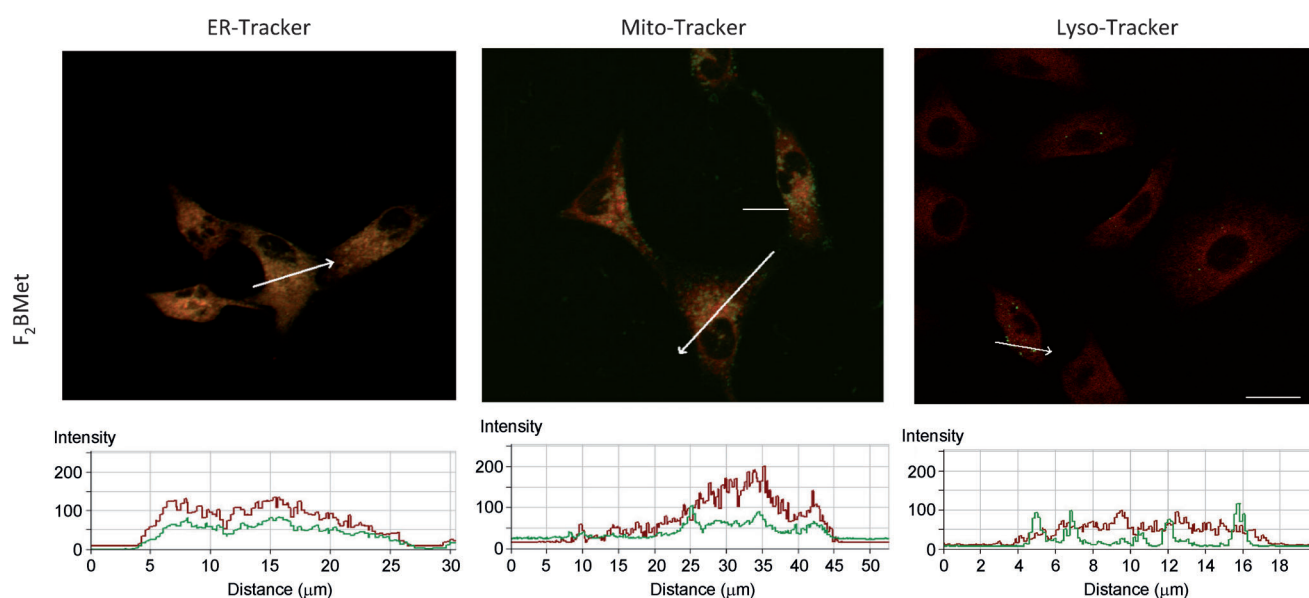 ER-Tracker
Mito-Tracker
Lyso-Tracker
F₂BMet
Intensity
200
100
0
0 5 10 15 20 25 30
Distance (μm)
Intensity
200
100
0
0 5 10 15 20 25 30 35 40 45 50
Distance (μm)
Intensity
200
100
0
0 2 4 6 8 10 12 14 16 18
Distance (μm)